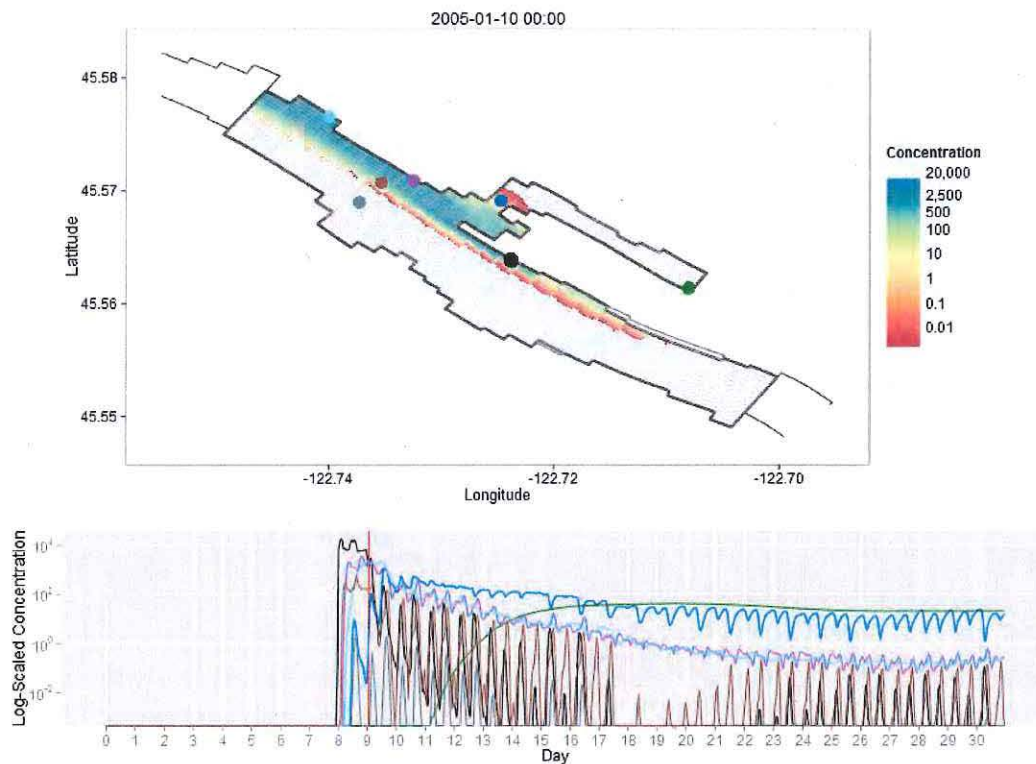 2005-01-10 00:00
45.58
45.57
45.56
45.55
Latitude
-122.74 -122.72 -122.70
Longitude
Concentration
20,000
2,500
500
100
10
1
0.1
0.01
Log-Scaled Concentration
10⁴
10²
10⁰
10⁻²
0 1 2 3 4 5 6 7 8 9 10 11 12 13 14 15 16 17 18 19 20 21 22 23 24 25 26 27 28 29 30
Day